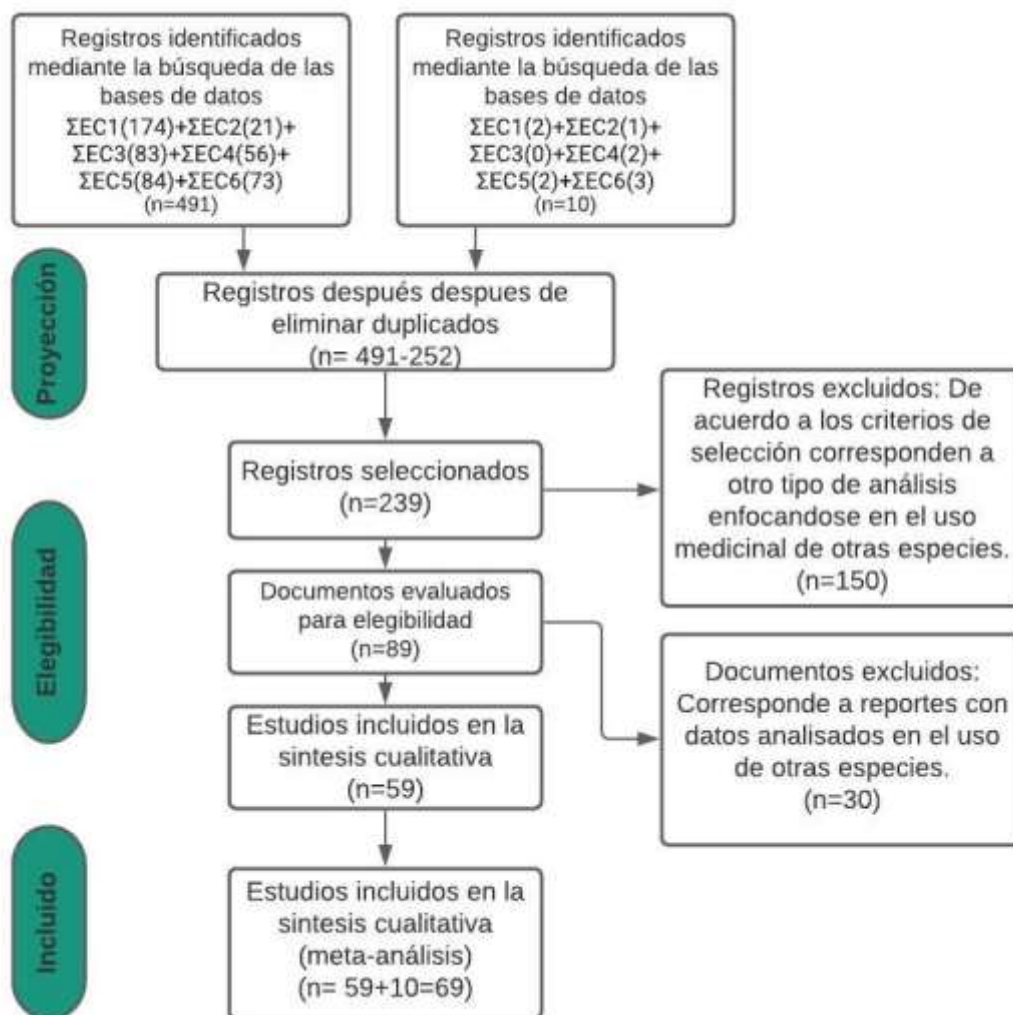 Registros identificados
mediante la búsqueda de las
bases de datos
ΣEC1(174)+ΣEC2(21)+
ΣEC3(83)+ΣEC4(56)+
ΣEC5(84)+ΣEC6(73)
(n=491)
Registros identificados
mediante la búsqueda de las
bases de datos
ΣEC1(2)+ΣEC2(1)+
ΣEC3(0)+ΣEC4(2)+
ΣEC5(2)+ΣEC6(3)
(n=10)
Proyección
Registros después despues de
eliminar duplicados
(n= 491-252)
Registros seleccionados
(n=239)
Registros excluidos: De
acuerdo a los criterios de
selección corresponden a
otro tipo de análisis
enfocandose en el uso
medicinal de otras especies.
(n=150)
Elegibilidad
Documentos evaluados
para elegibilidad
(n=89)
Documentos excluidos:
Corresponde a reportes con
datos analisados en el uso
de otras especies.
(n=30)
Estudios incluidos en la
sintesis cualitativa
(n=59)
Incluido
Estudios incluidos en la
sintesis cualitativa
(meta-análisis)
(n= 59+10=69)